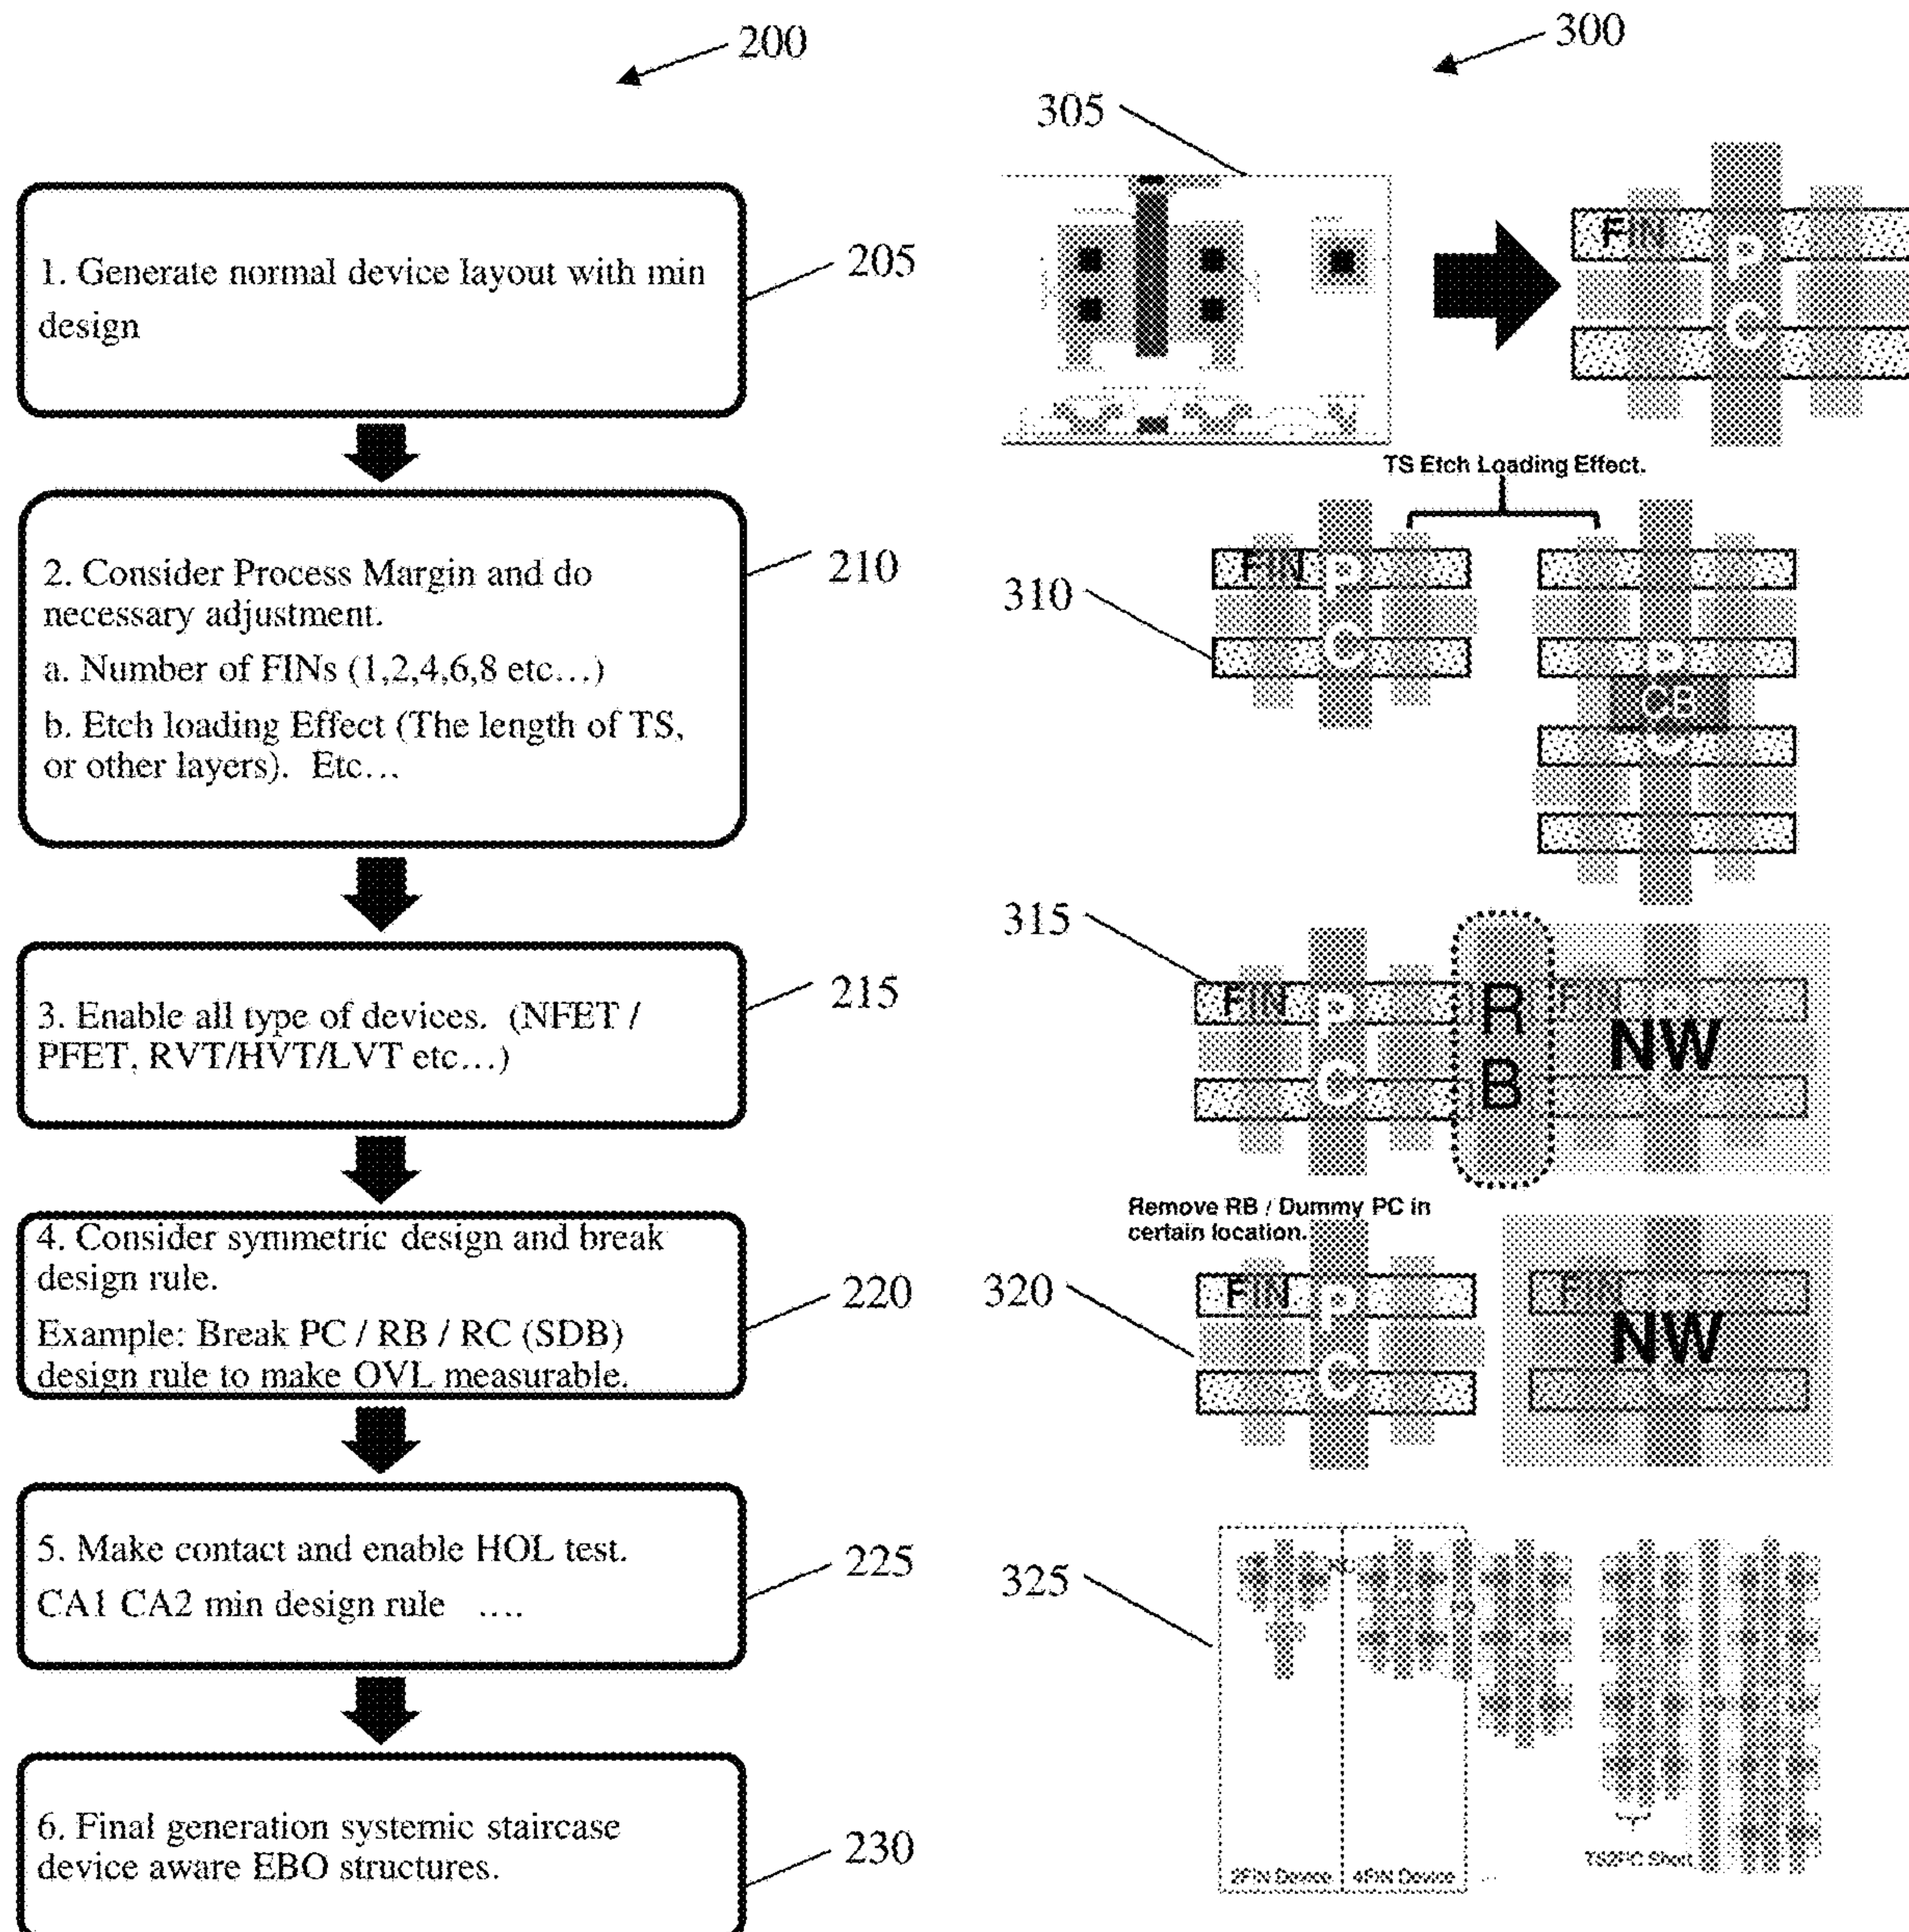 200
300
305
1. Generate normal device layout with min
design
205
FIN
P
C
TS Etch Loading Effect.
2. Consider Process Margin and do
necessary adjustment.
a. Number of FINs (1,2,4,6,8 etc...)
b. Etch loading Effect (The length of TS,
or other layers). Etc...
210
310
FIN
P
C
P
CB
C
3. Enable all type of devices. (NFET /
PFET, RVT/HVT/LVT etc...)
215
315
FIN
P
C
R
B
FIN
NW
Remove RB / Dummy PC in
certain location.
4. Consider symmetric design and break
design rule.
Example: Break PC / RB / RC (SDB)
design rule to make OVL measurable.
220
320
FIN
P
C
FIN
NW
5. Make contact and enable HOL test.
CA1 CA2 min design rule ....
225
325
6. Final generation systemic staircase
device aware EBO structures.
230
2FIN Device
4FIN Device
...
TS2PC Short